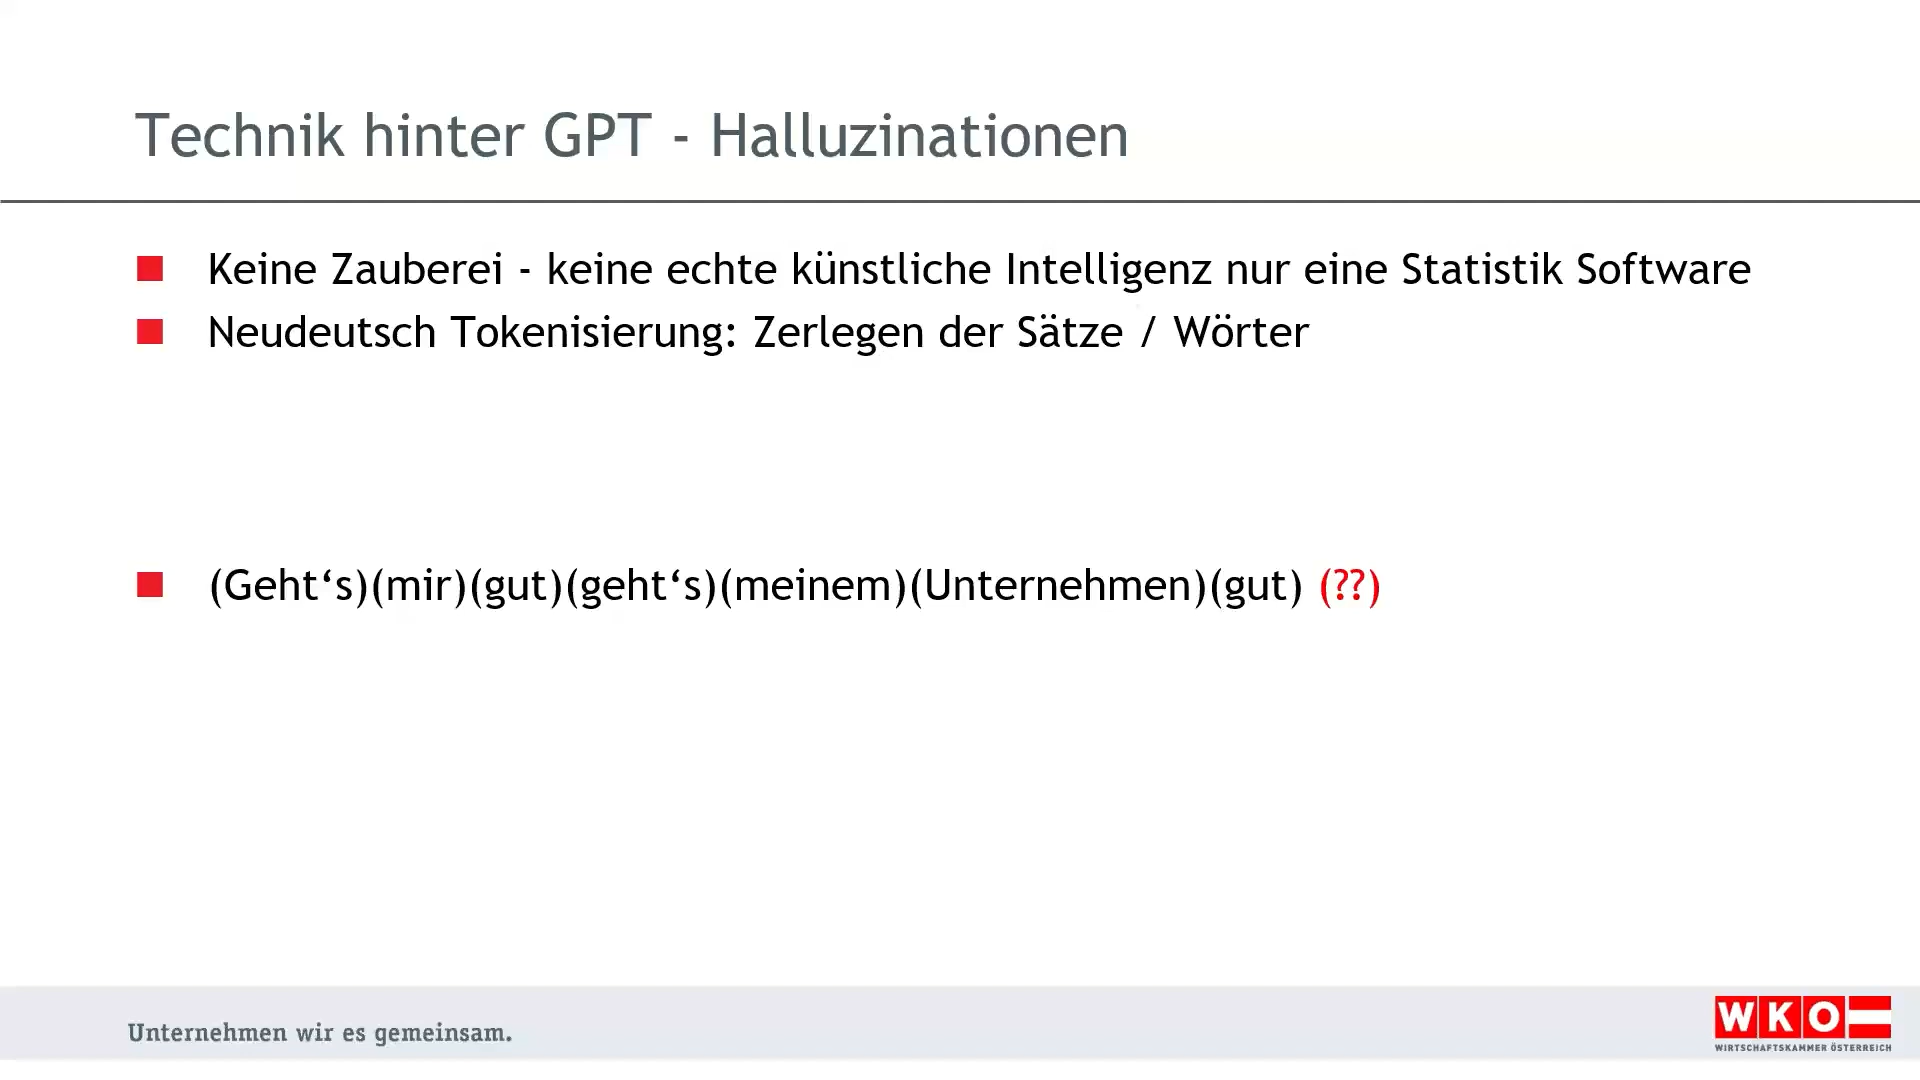 Technik hinter GPT - Halluzinationen
Keine Zauberei - keine echte künstliche Intelligenz nur eine Statistik Software
Neudeutsch Tokenisierung: Zerlegen der Sätze / Wörter
(Geht‘s)(mir)(gut)(geht‘s)(meinem)(Unternehmen)(gut) (??)
Unternehmen wir es gemeinsam.
WKO
WIRTSCHAFTSKAMMER ÖSTERREICH